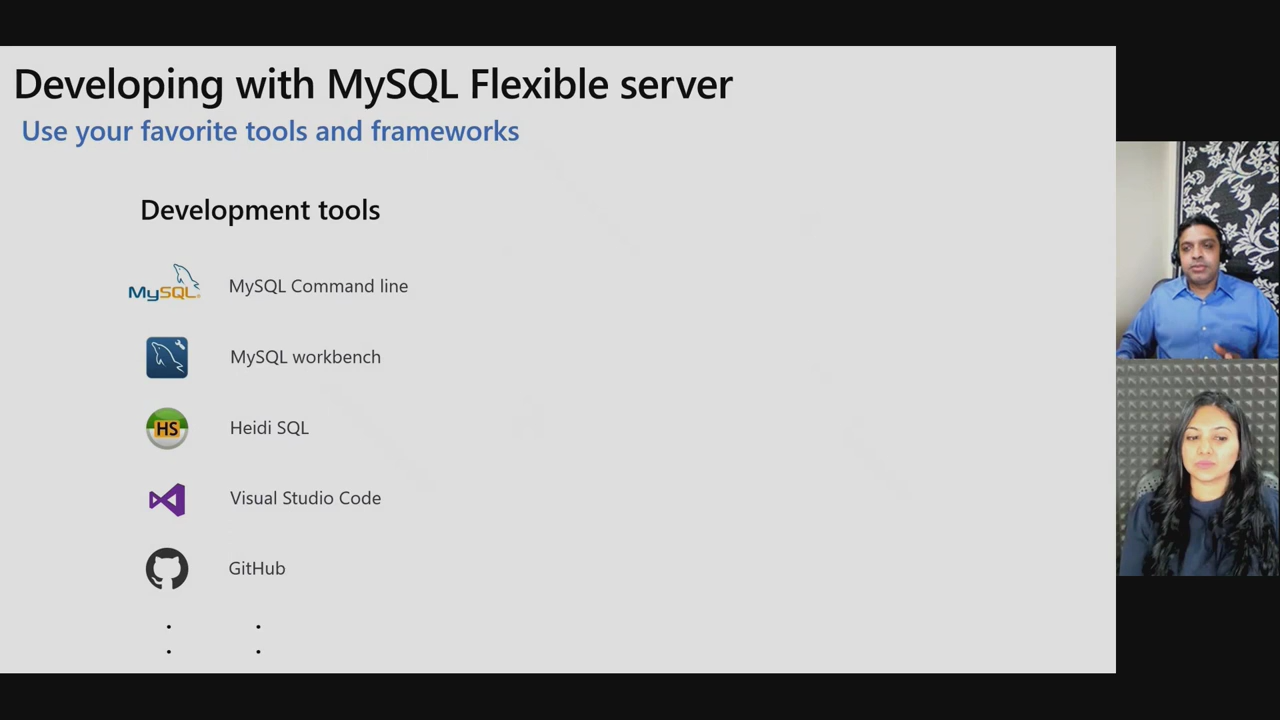 Developing with MySQL Flexible server
Use your favorite tools and frameworks
Development tools
MySQL MySQL Command line
MySQL workbench
HS Heidi SQL
Visual Studio Code
GitHub
. .
. .